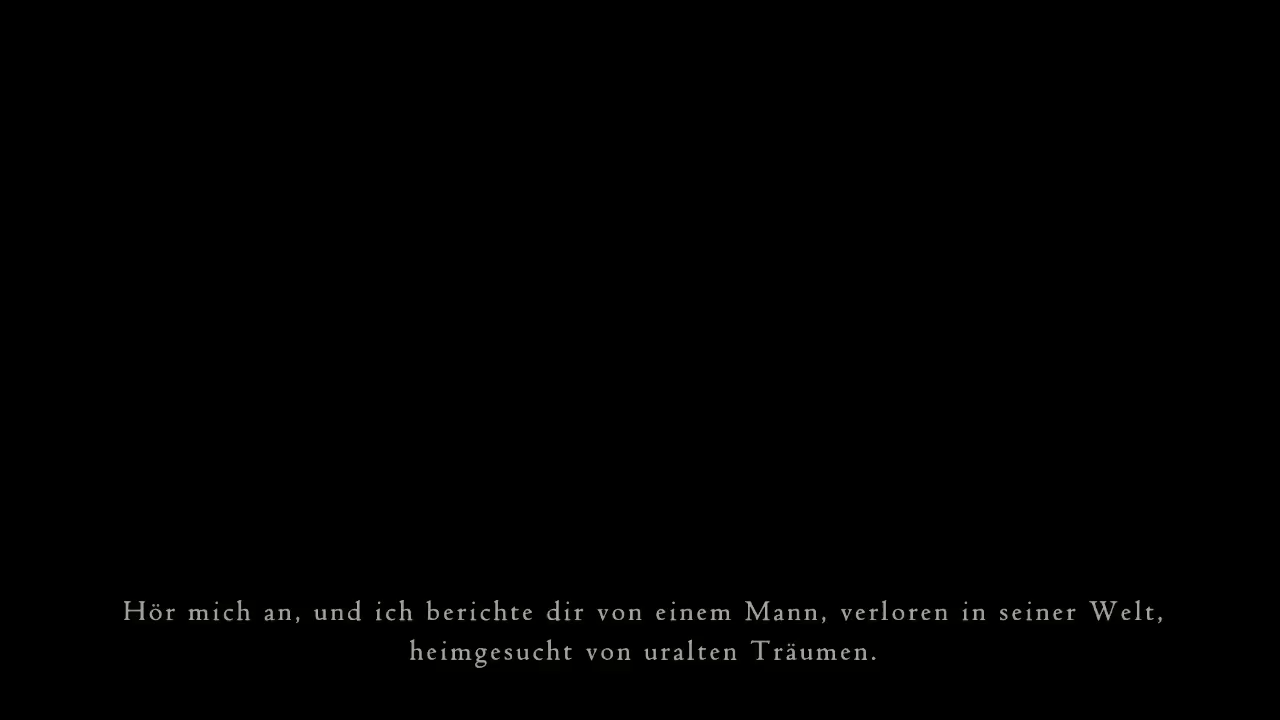 Hör mich an, und ich berichte dir von einem Mann, verloren in seiner Welt,
heimgesucht von uralten Träumen.